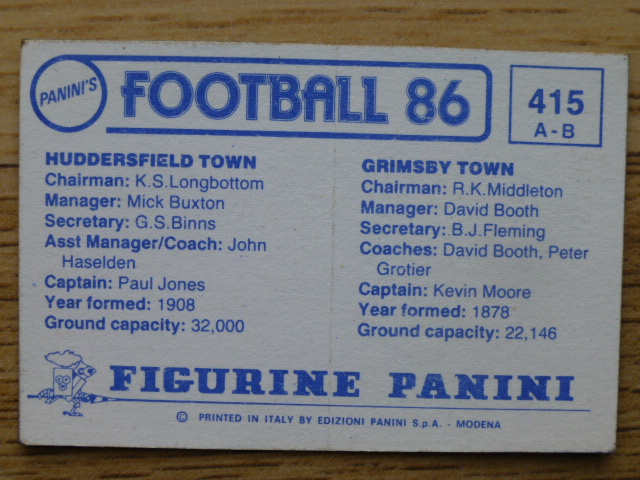 PANINI'S
FOOTBALL 86
415
A-B
HUDDERSFIELD TOWN
Chairman: K.S.Longbottom
Manager: Mick Buxton
Secretary: G.S.Binns
Asst Manager/Coach: John
Haselden
Captain: Paul Jones
Year formed: 1908
Ground capacity: 32,000
GRIMSBY TOWN
Chairman: R.K.Middleton
Manager: David Booth
Secretary:.B.J.Fleming
Coaches: David Booth, Peter
Grotier
Captain: Kevin Moore
Year formed: 1878
Ground capacity: 22,146
FIGURINE PANINI
© PRINTED IN ITALY BY EDIZIONI PANINI S.p.A. - MODENA